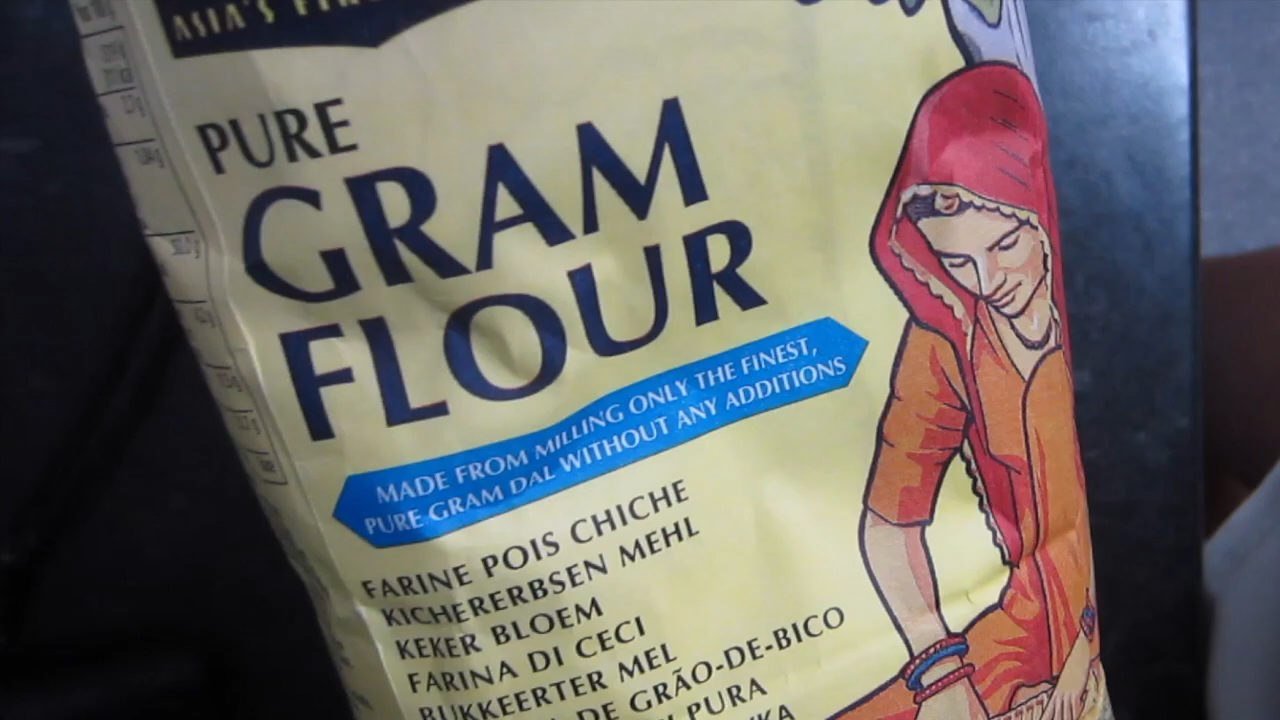 ASIA'S
PURE
GRAM
FLOUR
MADE FROM MILLING ONLY THE FINEST,
PURE GRAM DAL WITHOUT ANY ADDITIONS
FARINE POIS CHICHE
KICHERERBSEN MEHL
KEKER BLOEM
FARINA DI CECI
BUKKEERTER MEL
DE GRÃO-DE-BICO
PURA